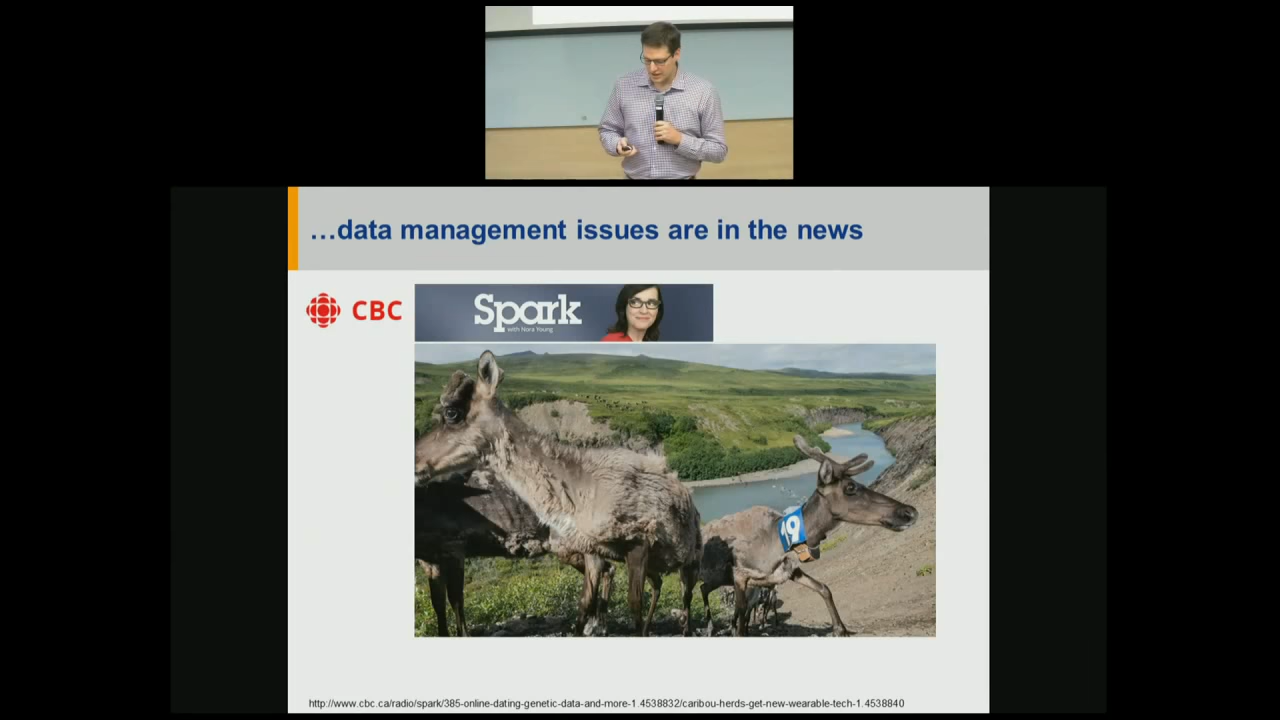 …data management issues are in the news
CBC
Spark
with Nora Young
19
http://www.cbc.ca/radio/spark/385-online-dating-genetic-data-and-more-1.4538832/caribou-herds-get-new-wearable-tech-1.4538840